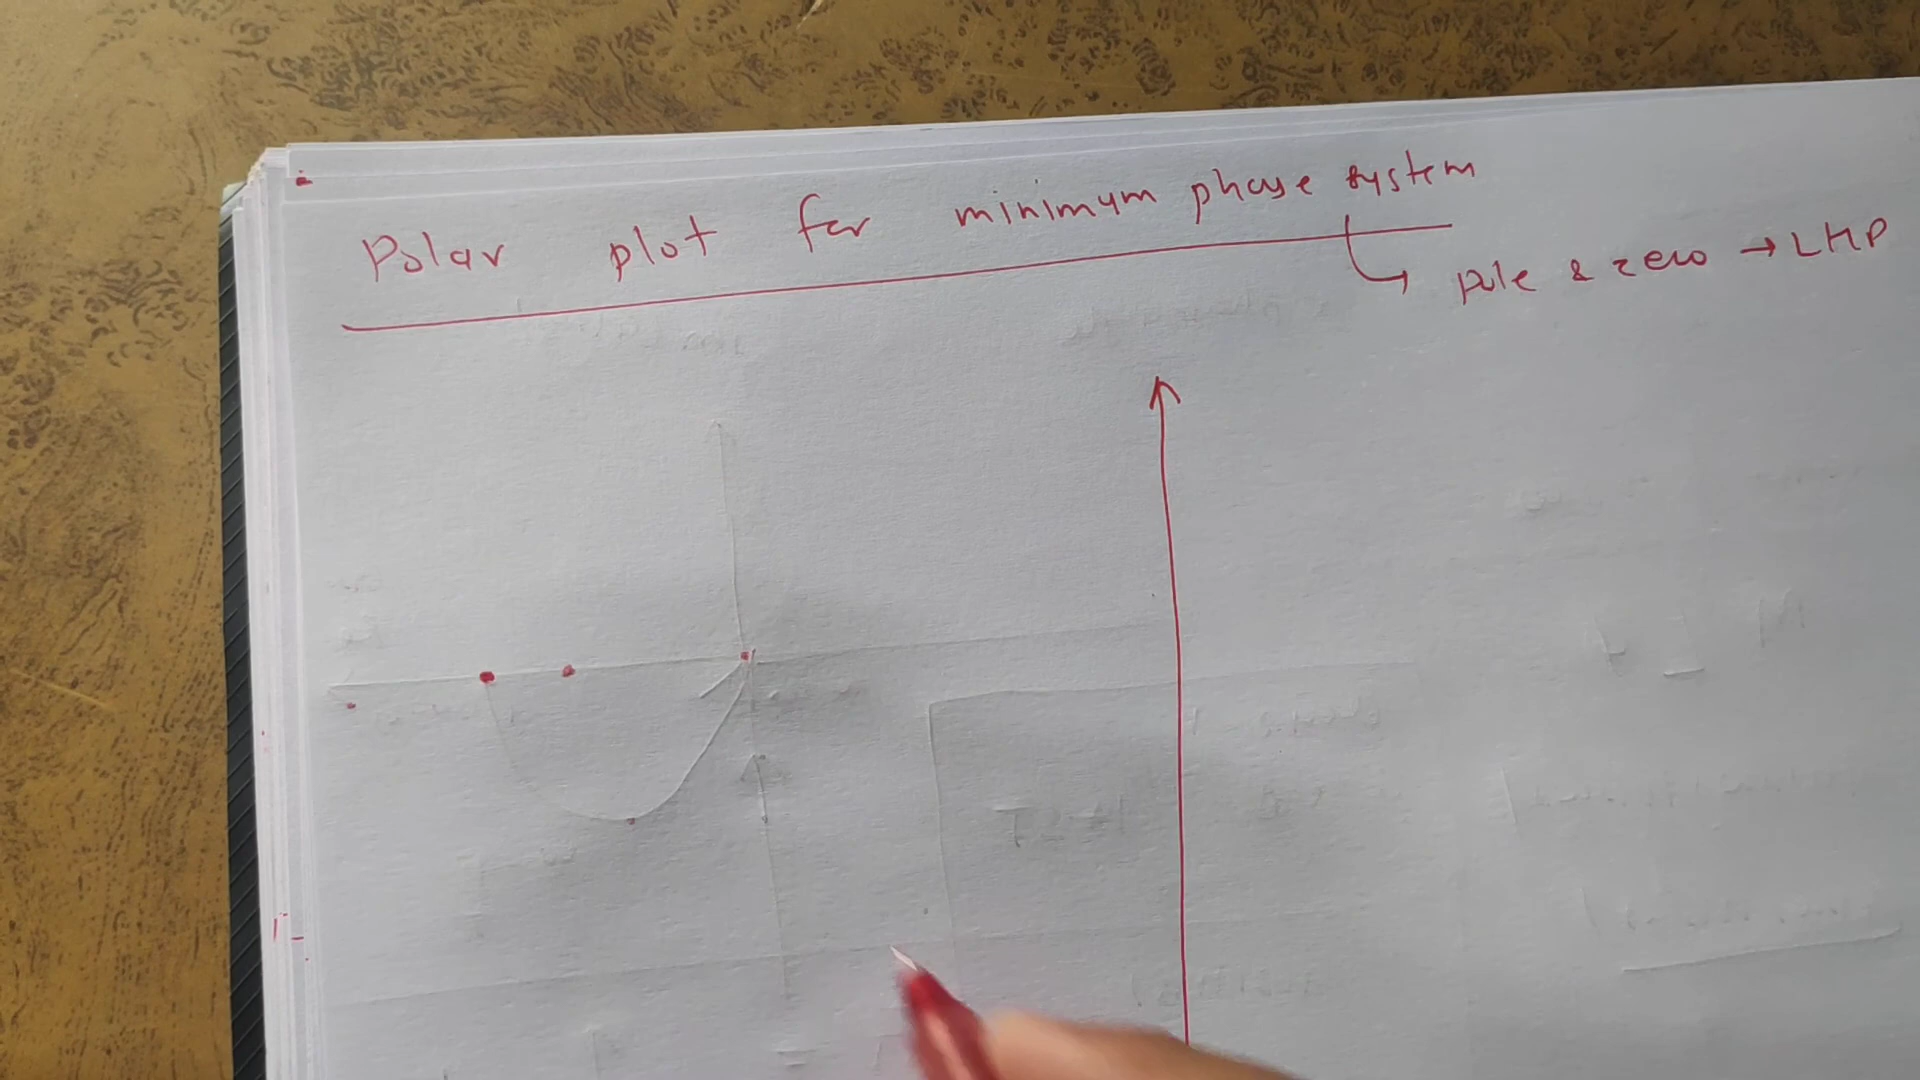 Polar plot for minimum phase system
↳ pole & zero → LHP